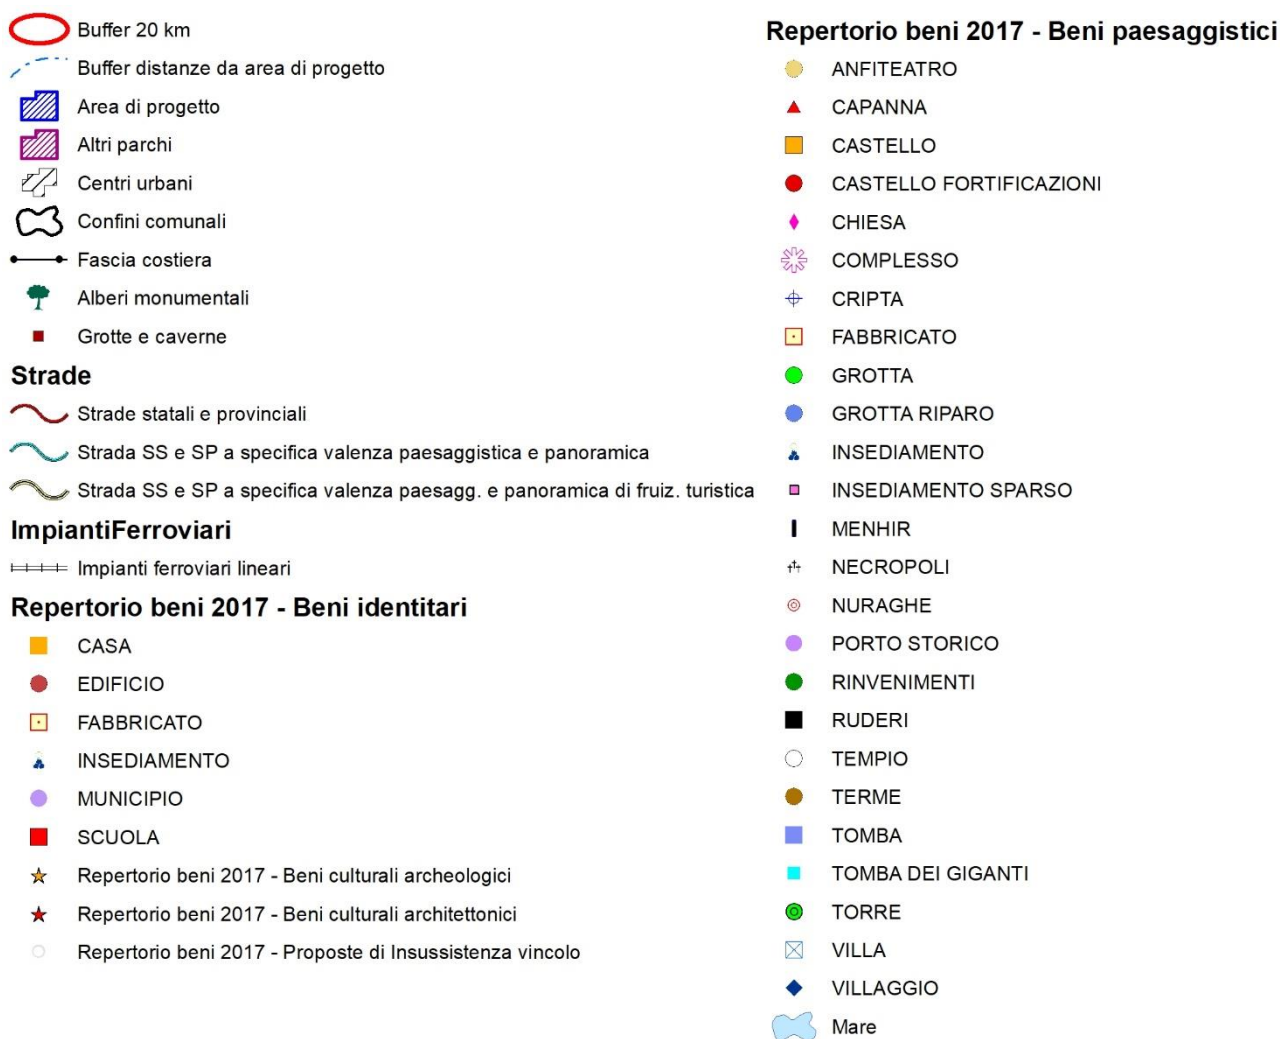 Buffer 20 km
Buffer distanze da area di progetto
Area di progetto
Altri parchi
Centri urbani
Confini comunali
Fascia costiera
Alberi monumentali
Grotte e caverne
Strade
Strade statali e provinciali
Strada SS e SP a specifica valenza paesaggistica e panoramica
Strada SS e SP a specifica valenza paesagg. e panoramica di fruiz. turistica
ImpiantiFerroviari
Impianti ferroviari lineari
Repertorio beni 2017 - Beni identitari
CASA
EDIFICIO
FABBRICATO
INSEDIAMENTO
MUNICIPIO
SCUOLA
Repertorio beni 2017 - Beni culturali archeologici
Repertorio beni 2017 - Beni culturali architettonici
Repertorio beni 2017 - Proposte di Insussistenza vincolo
Repertorio beni 2017 - Beni paesaggistici
ANFITEATRO
CAPANNA
CASTELLO
CASTELLO FORTIFICAZIONI
CHIESA
COMPLESSO
CRIPTA
FABBRICATO
GROTTA
GROTTA RIPARO
INSEDIAMENTO
INSEDIAMENTO SPARSO
MENHIR
NECROPOLI
NURAGHE
PORTO STORICO
RINVENIMENTI
RUDERI
TEMPIO
TERME
TOMBA
TOMBA DEI GIGANTI
TORRE
VILLA
VILLAGGIO
Mare